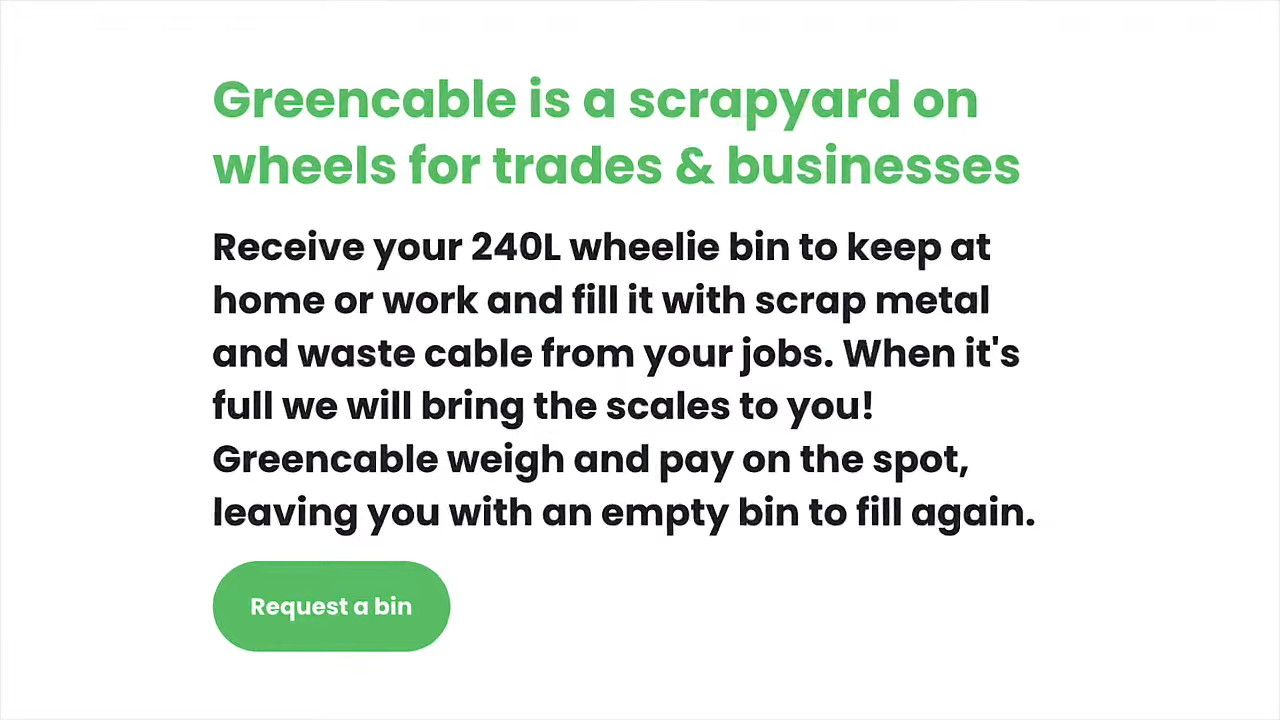 Greencable is a scrapyard on
wheels for trades & businesses
Receive your 240L wheelie bin to keep at
home or work and fill it with scrap metal
and waste cable from your jobs. When it's
full we will bring the scales to you!
Greencable weigh and pay on the spot,
leaving you with an empty bin to fill again.
Request a bin